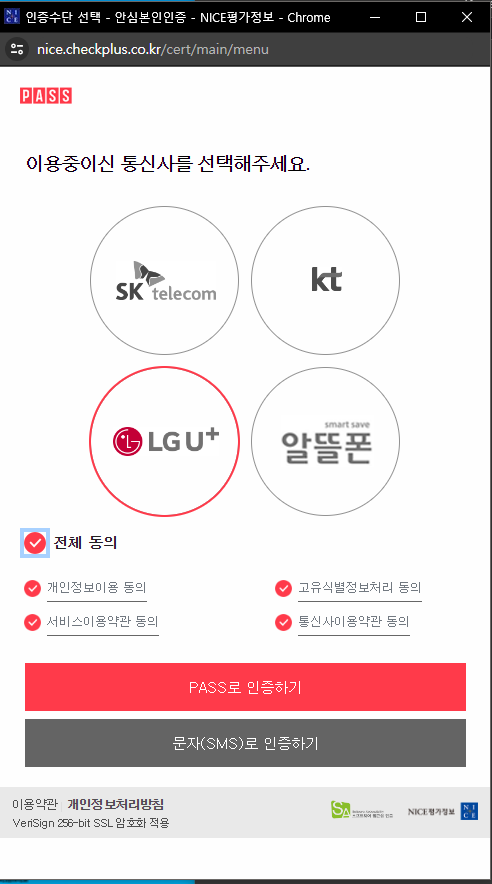 인증수단 선택 - 안심본인인증 - NICE평가정보 - Chrome
nice.checkplus.co.kr/cert/main/menu
PASS
이용중이신 통신사를 선택해주세요.
SK telecom
kt
LG U+
smart save
알뜰폰
전체 동의
개인정보이용 동의
고유식별정보처리 동의
서비스이용약관 동의
통신사이용약관 동의
PASS로 인증하기
문자(SMS)로 인증하기
이용약관 | 개인정보처리방침
VeriSign 256-bit SSL 암호화 적용
NICE평가정보 NICE